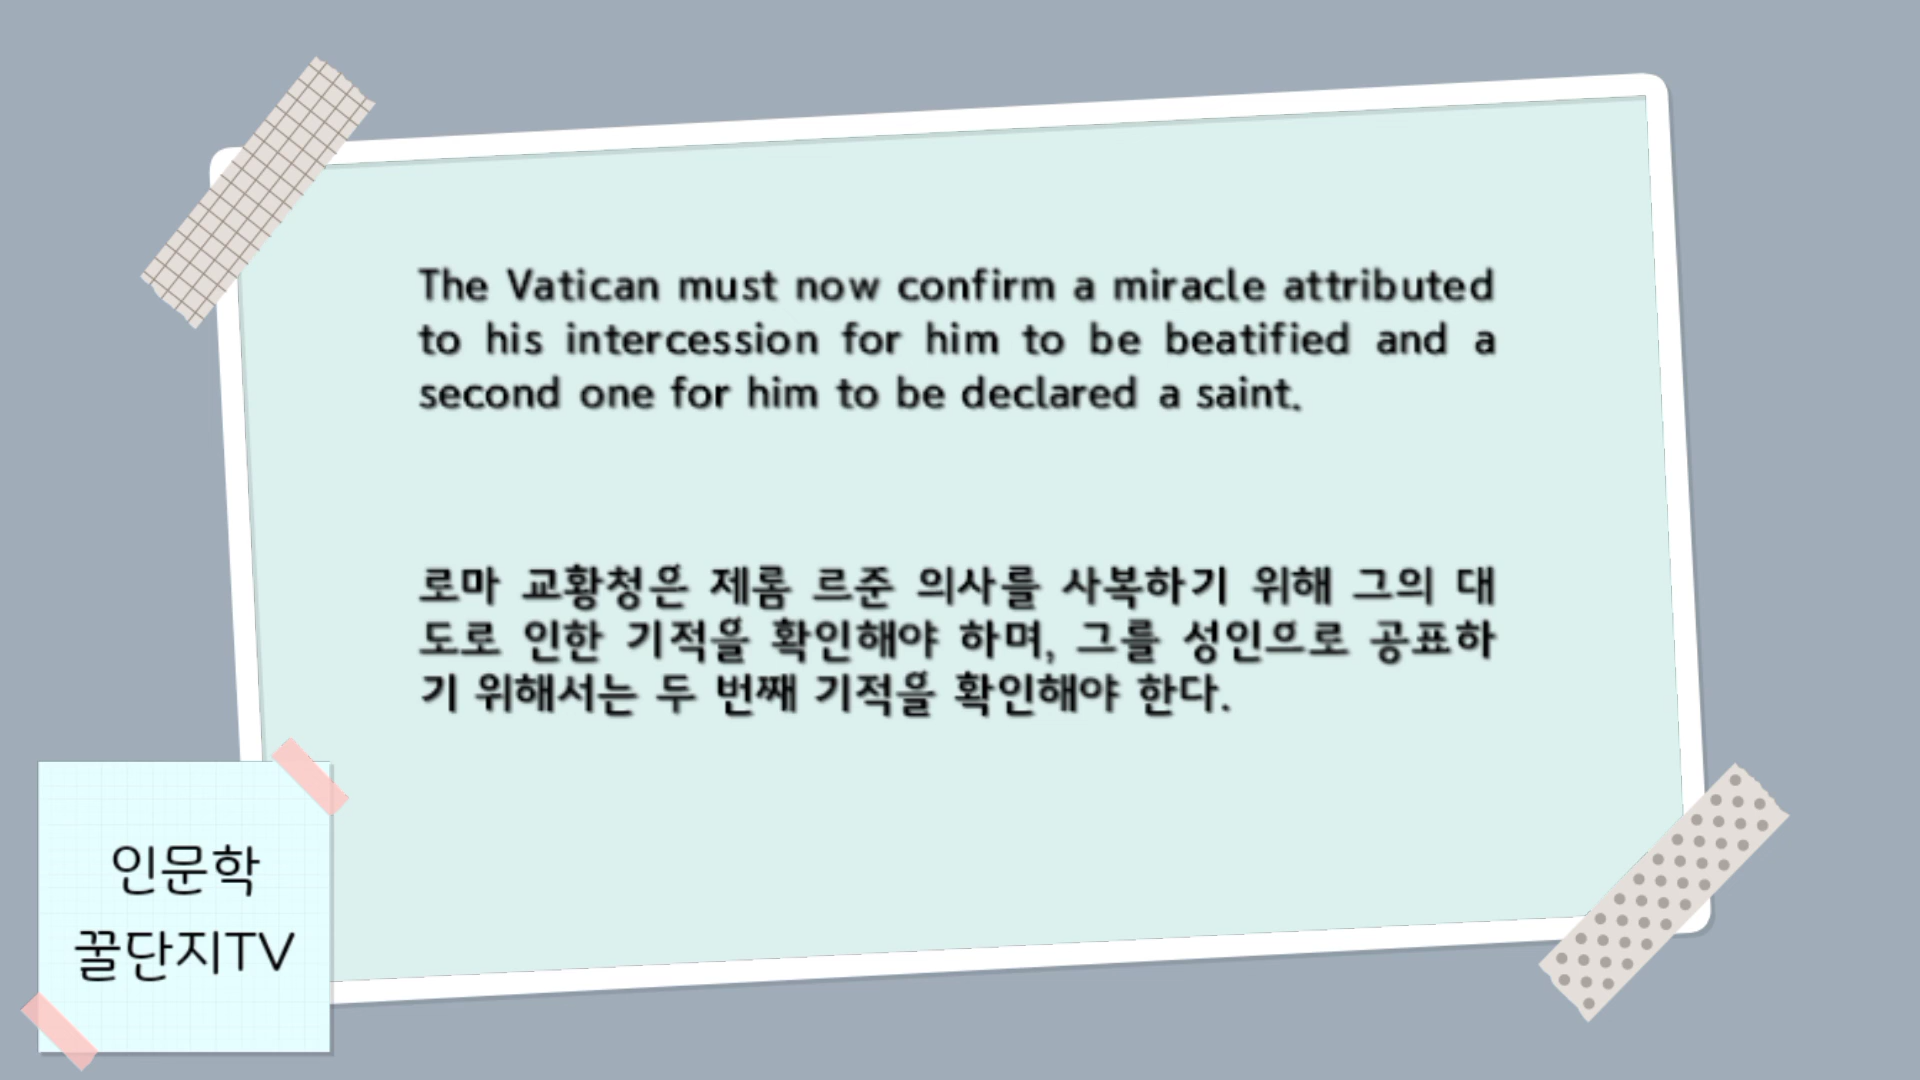 The Vatican must now confirm a miracle attributed
to his intercession for him to be beatified and a
second one for him to be declared a saint.
로마 교황청은 제롬 르준 의사를 사복하기 위해 그의 대
도로 인한 기적을 확인해야 하며, 그를 성인으로 공표하
기 위해서는 두 번째 기적을 확인해야 한다.
인문학
꿀단지TV